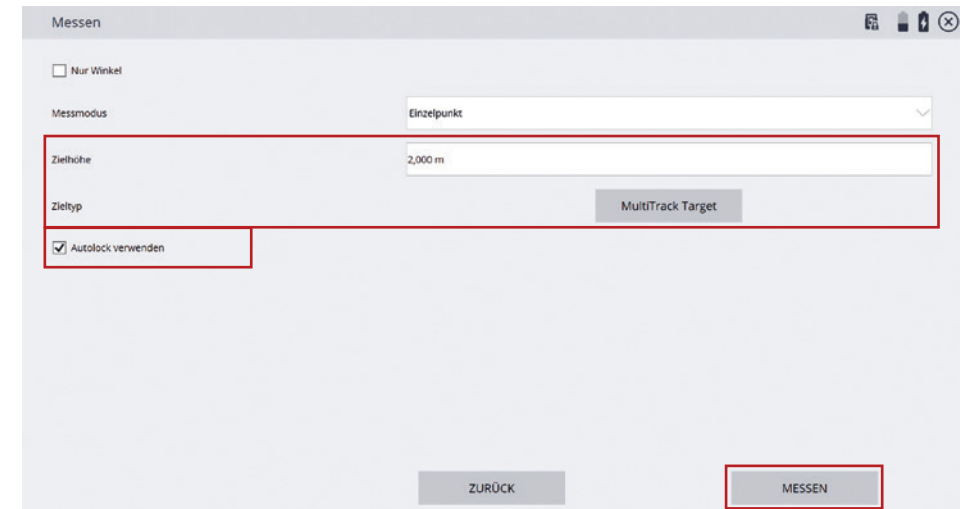 Messen
Nur Winkel
Messmodus Einzelpunkt
Zielhöhe 2,000 m
Zieltyp MultiTrack Target
Autolock verwenden
ZURÜCK MESSEN